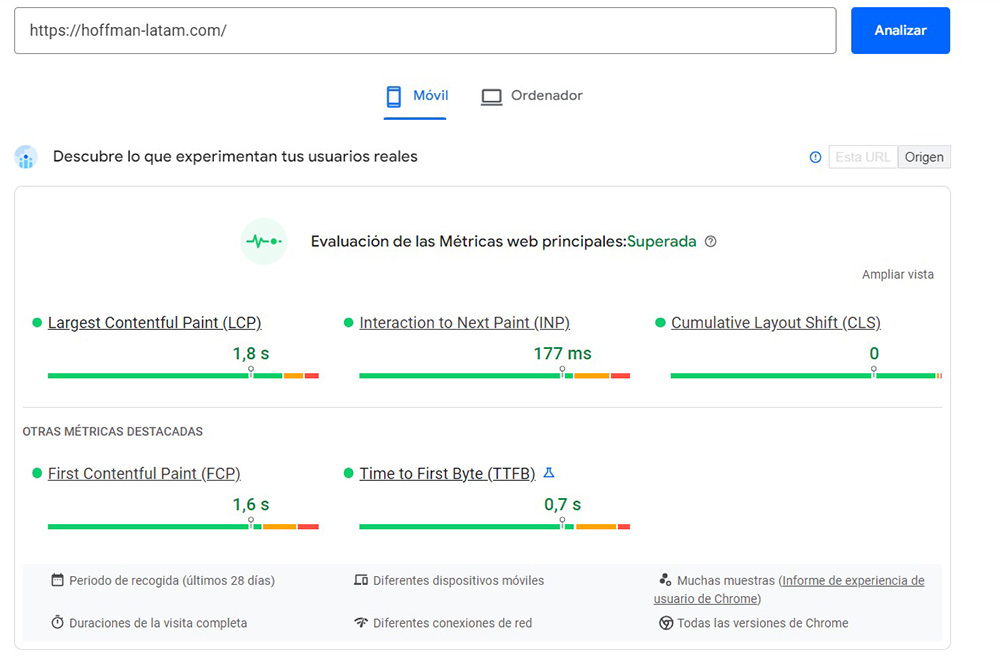 https://hoffman-latam.com/
Analizar
Móvil
Ordenador
Descubre lo que experimentan tus usuarios reales
Esta URL
Origen
Evaluación de las Métricas web principales:Superada
Ampliar vista
Largest Contentful Paint (LCP)
1,8 s
Interaction to Next Paint (INP)
177 ms
Cumulative Layout Shift (CLS)
0
OTRAS MÉTRICAS DESTACADAS
First Contentful Paint (FCP)
1,6 s
Time to First Byte (TTFB)
0,7 s
Periodo de recogida (últimos 28 días)
Diferentes dispositivos móviles
Muchas muestras (Informe de experiencia de
usuario de Chrome)
Duraciones de la visita completa
Diferentes conexiones de red
Todas las versiones de Chrome